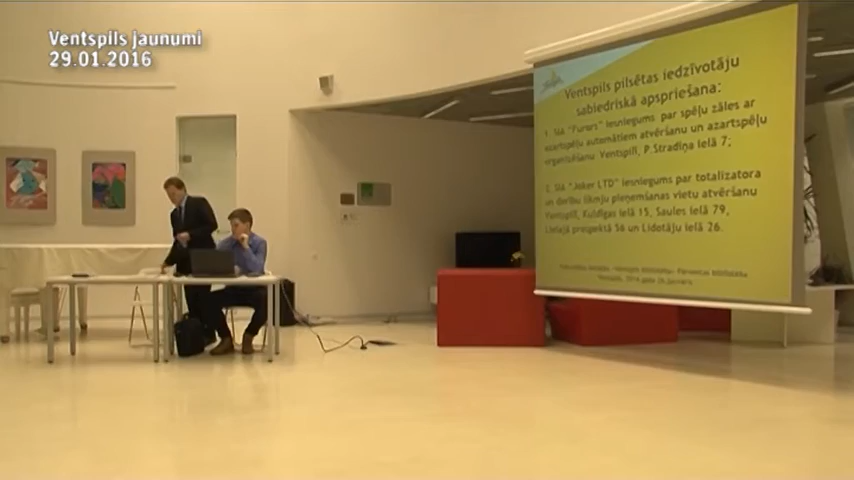 Ventspils jaunumi
29.01.2016
Ventspils pilsētas iedzīvotāju
sabiedriskā apspriešana:
1. SIA "Furors" iesniegums par spēļu zāles ar
azartspēļu automātiem atvēršanu un azartspēļu
organizēšanu Ventspilī, P.Stradiņa ielā 7;
2. SIA "Joker LTD" iesniegums par totalizatora
un derību likmju pieņemšanas vietu atvēršanu
Ventspilī, Kuldīgas ielā 15, Saules ielā 79,
Lielajā prospektā 56 un Lidotāju ielā 26.